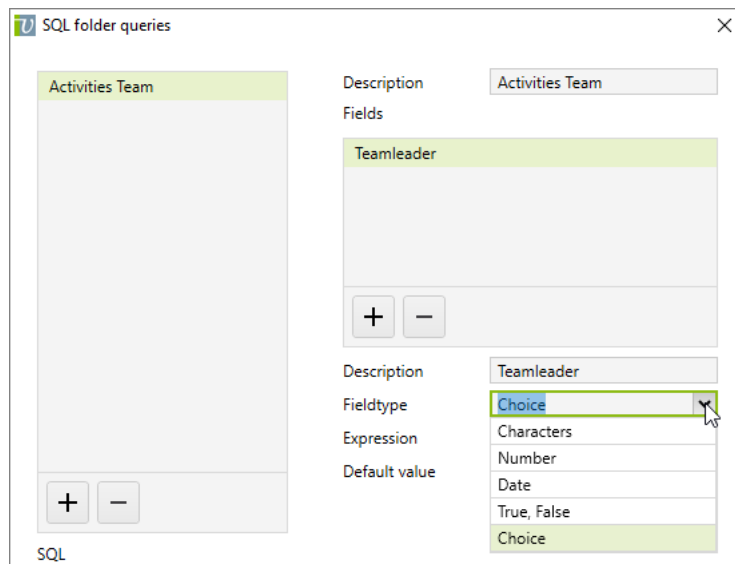 SQL folder queries
Activities Team
Description
Activities Team
Fields
Teamleader
Description
Teamleader
Fieldtype
Choice
Expression
Default value
Characters
Number
Date
True, False
Choice
SQL